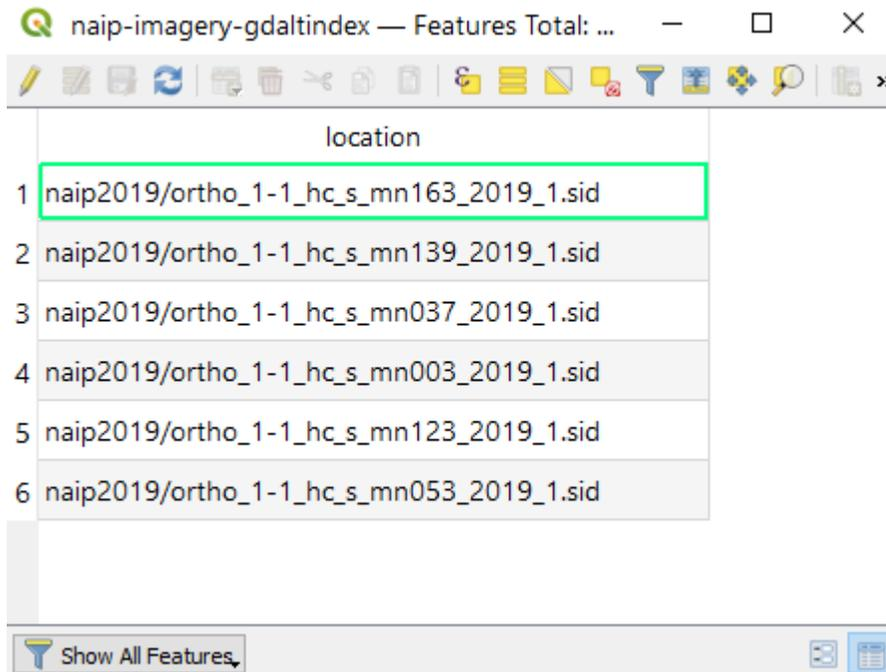 naip-imagery-gdaltindex — Features Total: ...
location
1 naip2019/ortho_1-1_hc_s_mn163_2019_1.sid
2 naip2019/ortho_1-1_hc_s_mn139_2019_1.sid
3 naip2019/ortho_1-1_hc_s_mn037_2019_1.sid
4 naip2019/ortho_1-1_hc_s_mn003_2019_1.sid
5 naip2019/ortho_1-1_hc_s_mn123_2019_1.sid
6 naip2019/ortho_1-1_hc_s_mn053_2019_1.sid
Show All Features